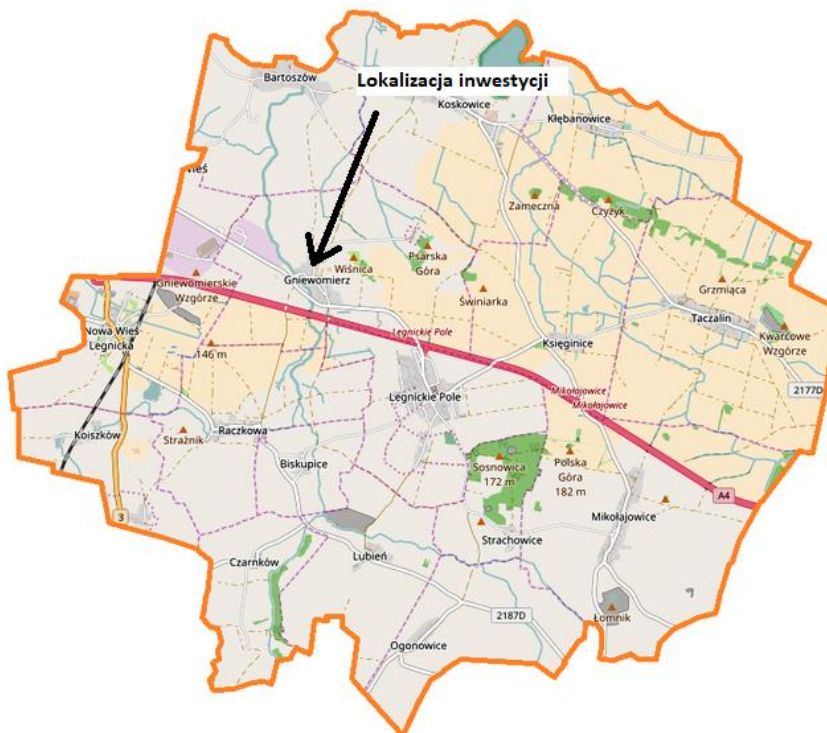 Bartoszów
Lokalizacja inwestycji
Koskowice
Kłębanowice
Zameczna
Czyżyk
Psarska
Góra
Wiśnica
Gniewomierz
Gniewomierskie
Wzgórze
Świniarka
Grzmiąca
Taczalin
Kwarcowe
Wzgórze
Nowa Wieś
Legnicka
Legnickie Pole
Księginice
146 m
2177D
Legnickie Pole
Mikołajowice
Mikołajowice
Koiszków
Strażnik
Raczkowa
Biskupice
Sosnowica
172 m
Polska
Góra
182 m
A4
3
Mikołajowice
Strachowice
Czarnków
Lubień
2187D
Łomnik
Ogonowice